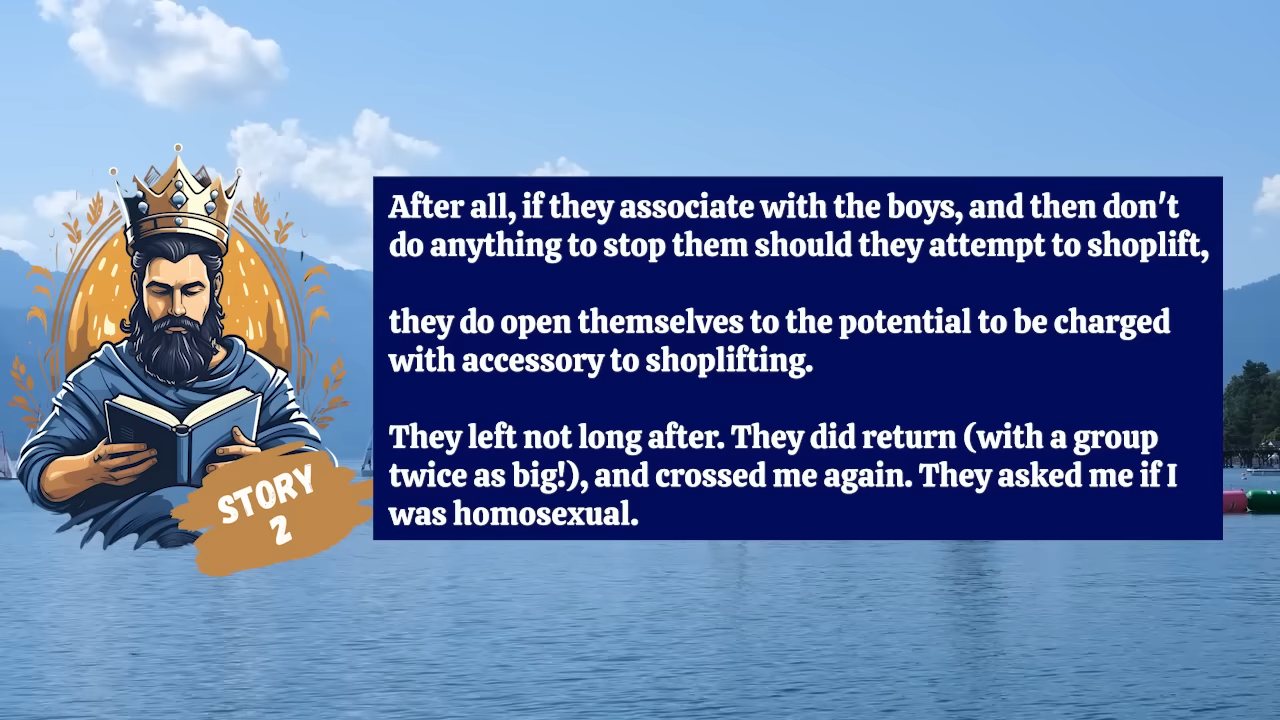 After all, if they associate with the boys, and then don't
do anything to stop them should they attempt to shoplift,
they do open themselves to the potential to be charged
with accessory to shoplifting.
They left not long after. They did return (with a group
twice as big!), and crossed me again. They asked me if I
was homosexual.
STORY
2